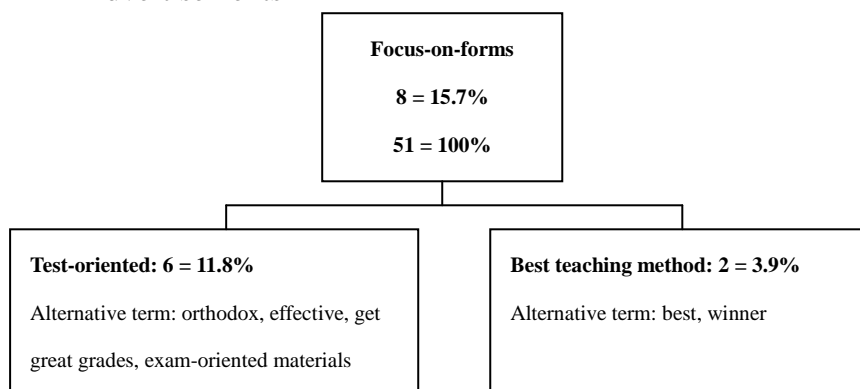 Focus-on-forms
8 = 15.7%
51 = 100%
Test-oriented: 6 = 11.8%
Alternative term: orthodox, effective, get
great grades, exam-oriented materials
Best teaching method: 2 = 3.9%
Alternative term: best, winner